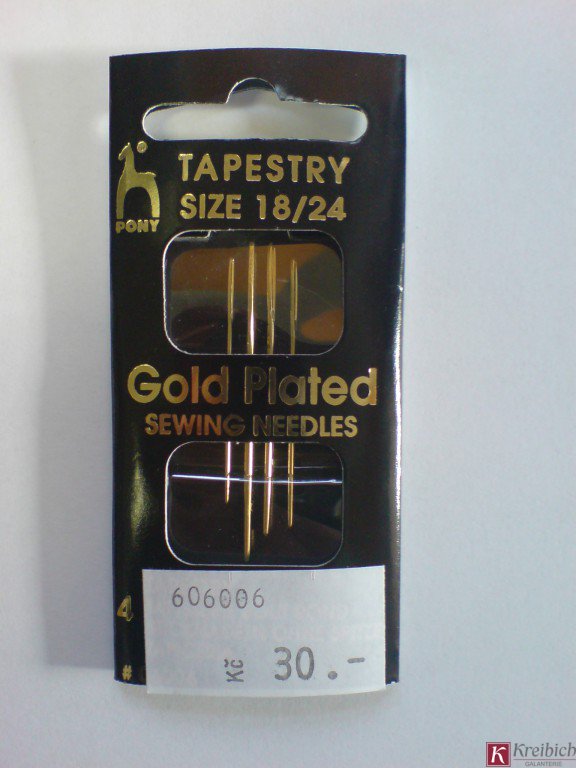 TAPESTRY
SIZE 18/24
PONY
Gold Plated
SEWING NEEDLES
4
606006
#
Kč 30.-
K Kreibich
GALANTERIE